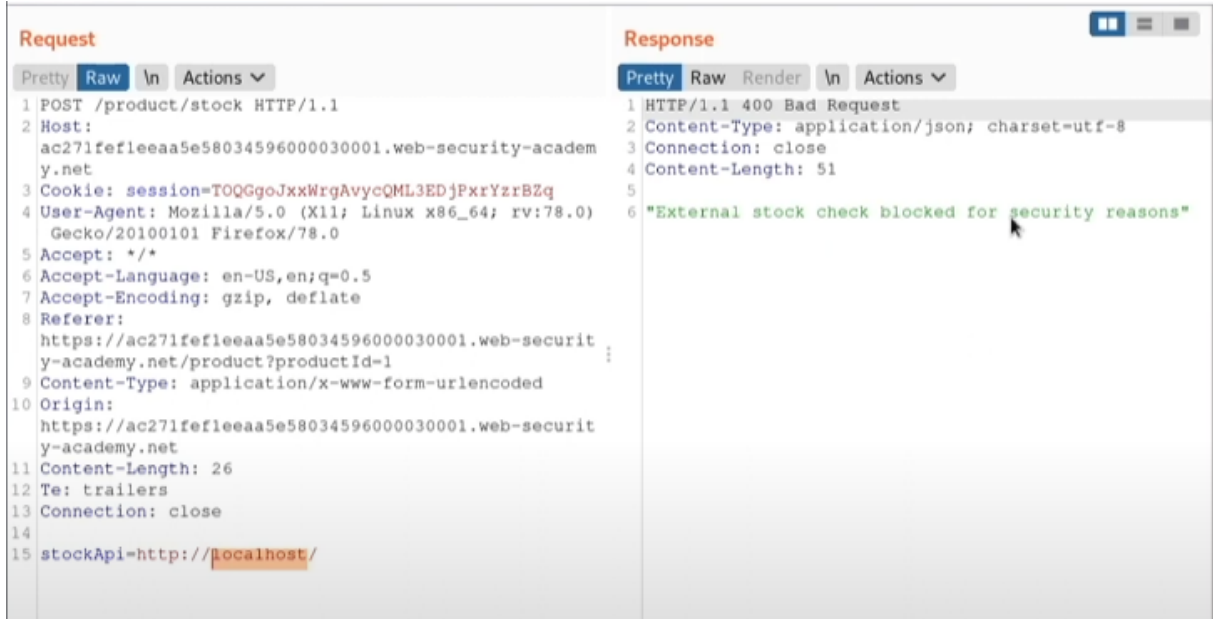 Request
Pretty Raw \n Actions
1 POST /product/stock HTTP/1.1
2 Host:
ac271fef1eeaa5e58034596000030001.web-security-academ
y.net
3 Cookie: session=TOQGgoJxxWrgAvycQML3EDjPxrYzrBZq
4 User-Agent: Mozilla/5.0 (X11; Linux x86_64; rv:78.0)
Gecko/20100101 Firefox/78.0
5 Accept: */*
6 Accept-Language: en-US,en;q=0.5
7 Accept-Encoding: gzip, deflate
8 Referer:
https://ac271fef1eeaa5e58034596000030001.web-securit
y-academy.net/product?productId=1
9 Content-Type: application/x-www-form-urlencoded
10 Origin:
https://ac271fef1eeaa5e58034596000030001.web-securit
y-academy.net
11 Content-Length: 26
12 Te: trailers
13 Connection: close
14
15 stockApi=http://localhost/
Response
Pretty Raw Render \n Actions
1 HTTP/1.1 400 Bad Request
2 Content-Type: application/json; charset=utf-8
3 Connection: close
4 Content-Length: 51
5
6 "External stock check blocked for security reasons"